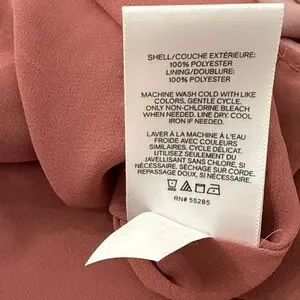 SHELL/COUCHE EXTÉRIEURE:
100% POLYESTER
LINING/DOUBLURE:
100% POLYESTER
MACHINE WASH COLD WITH LIKE
COLORS. GENTLE CYCLE.
ONLY NON-CHLORINE BLEACH
WHEN NEEDED. LINE DRY. COOL
IRON IF NEEDED.
LAVER À LA MACHINE À L'EAU
FROIDE AVEC COULEURS
SIMILAIRES. CYCLE DÉLICAT.
UTILISEZ SEULEMENT DU
JAVELLISANT SANS CHLORE, SI
NÉCESSAIRE. SÉCHAGE SUR CORDE.
REPASSAGE DOUX, SI NÉCESSAIRE.
RN# 55285